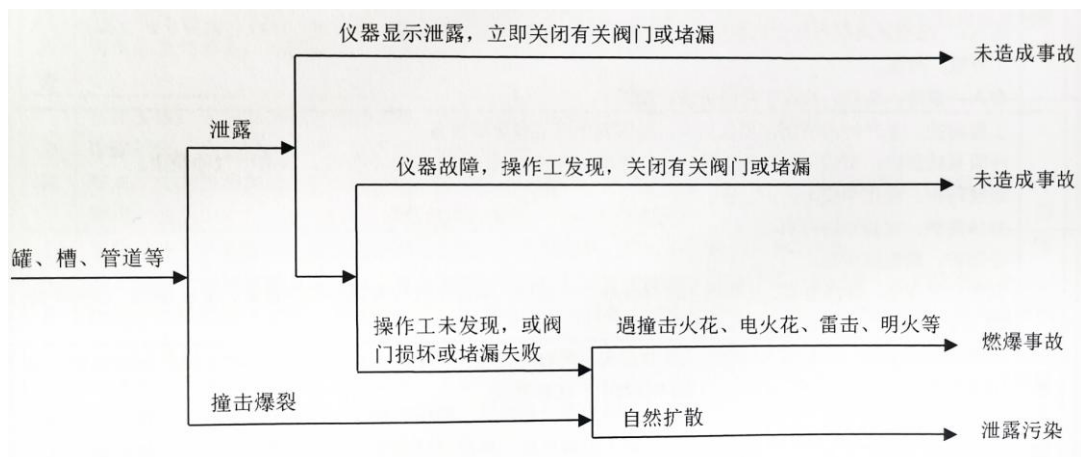 仪器显示泄露，立即关闭有关阀门或堵漏
未造成事故
泄露
仪器故障，操作工发现，关闭有关阀门或堵漏
未造成事故
罐、槽、管道等
操作工未发现，或阀
门损坏或堵漏失败
遇撞击火花、电火花、雷击、明火等
燃爆事故
撞击爆裂
自然扩散
泄露污染